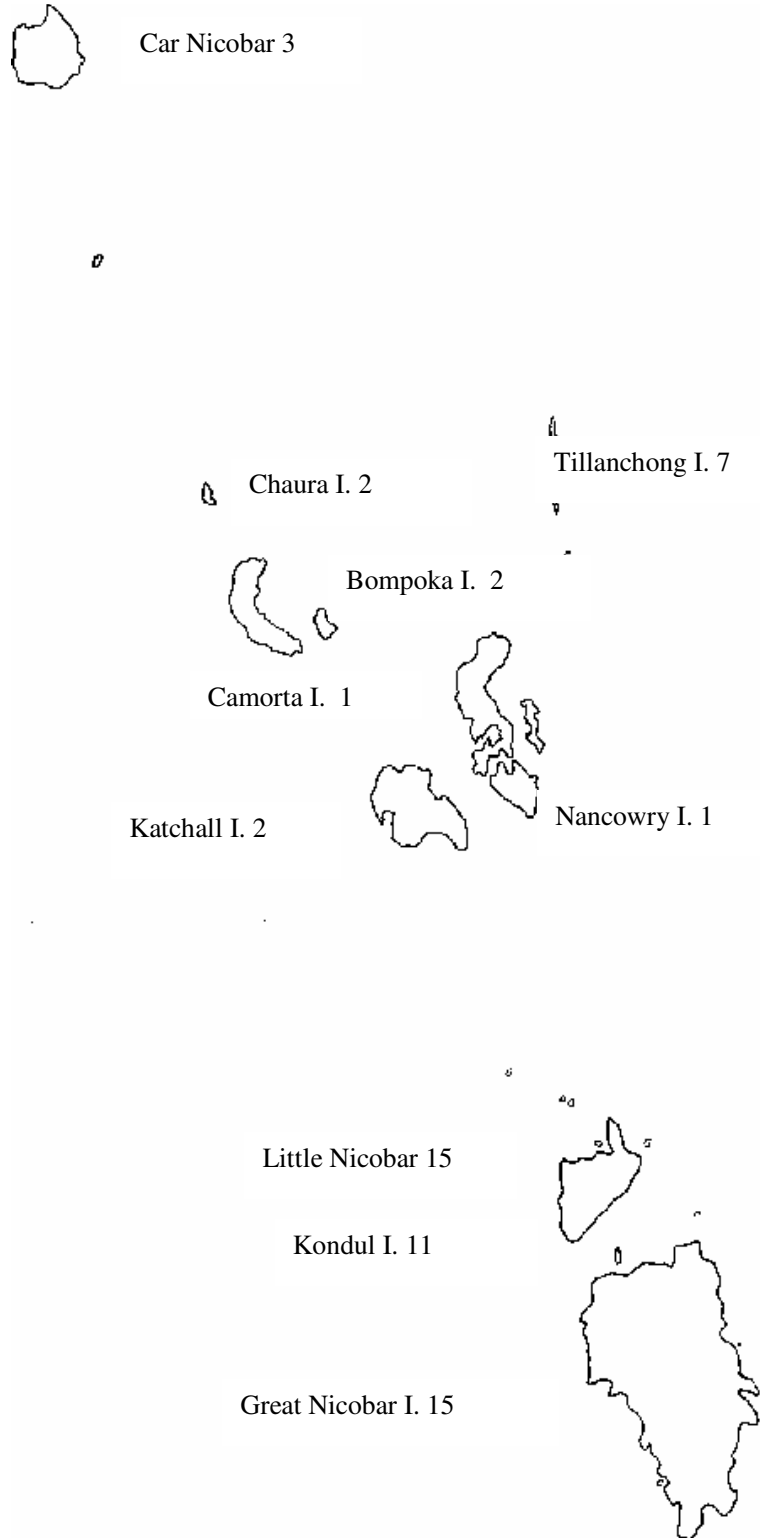 Car Nicobar 3
Tillanchong I. 7
Chaura I. 2
Bompoka I. 2
Camorta I. 1
Nancowry I. 1
Katchall I. 2
Little Nicobar 15
Kondul I. 11
Great Nicobar I. 15